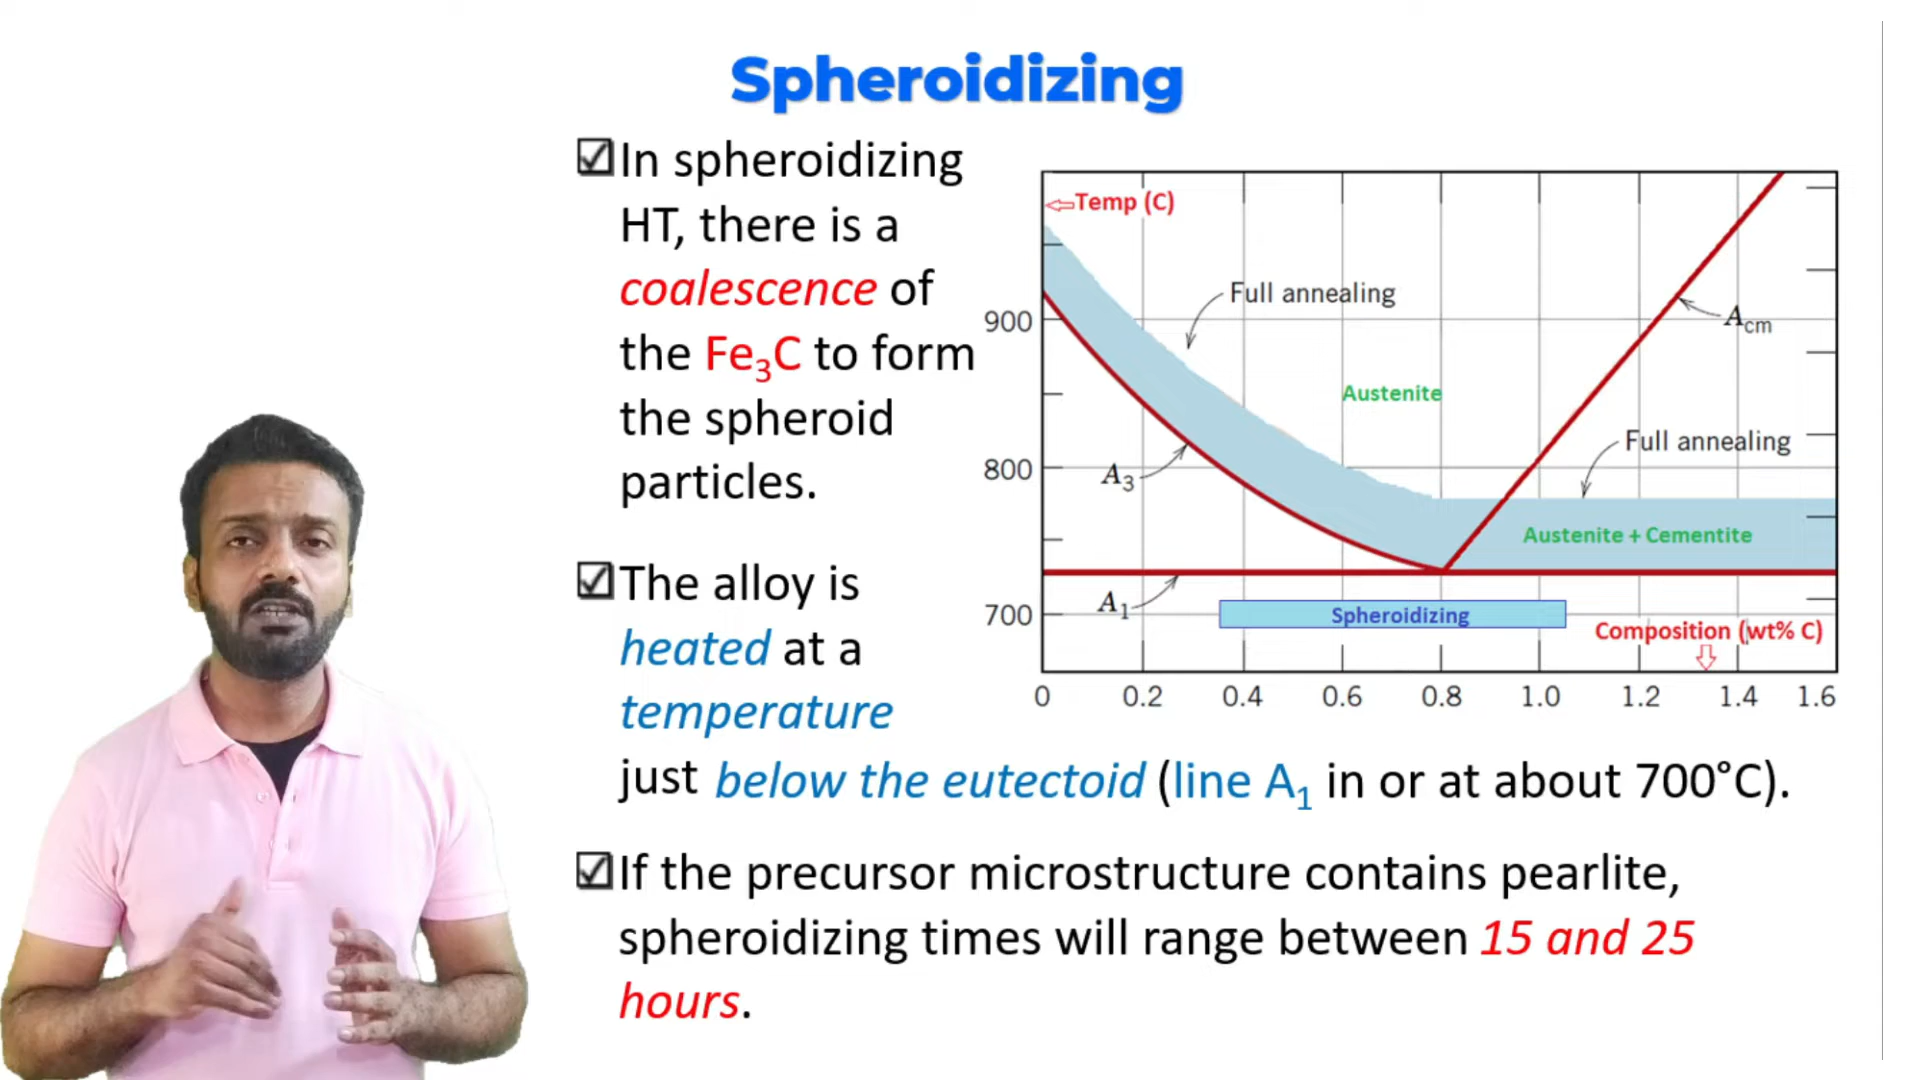 Spheroidizing
☑In spheroidizing
HT, there is a
coalescence of
the Fe₃C to form
the spheroid
particles.
☑The alloy is
heated at a
temperature
just below the eutectoid (line A₁ in or at about 700°C).
☑If the precursor microstructure contains pearlite,
spheroidizing times will range between 15 and 25
hours.
Temp (C)
Full annealing
900
Acm
Austenite
Full annealing
800
A₃
Austenite + Cementite
A₁
700
Spheroidizing
Composition (wt% C)
0 0.2 0.4 0.6 0.8 1.0 1.2 1.4 1.6